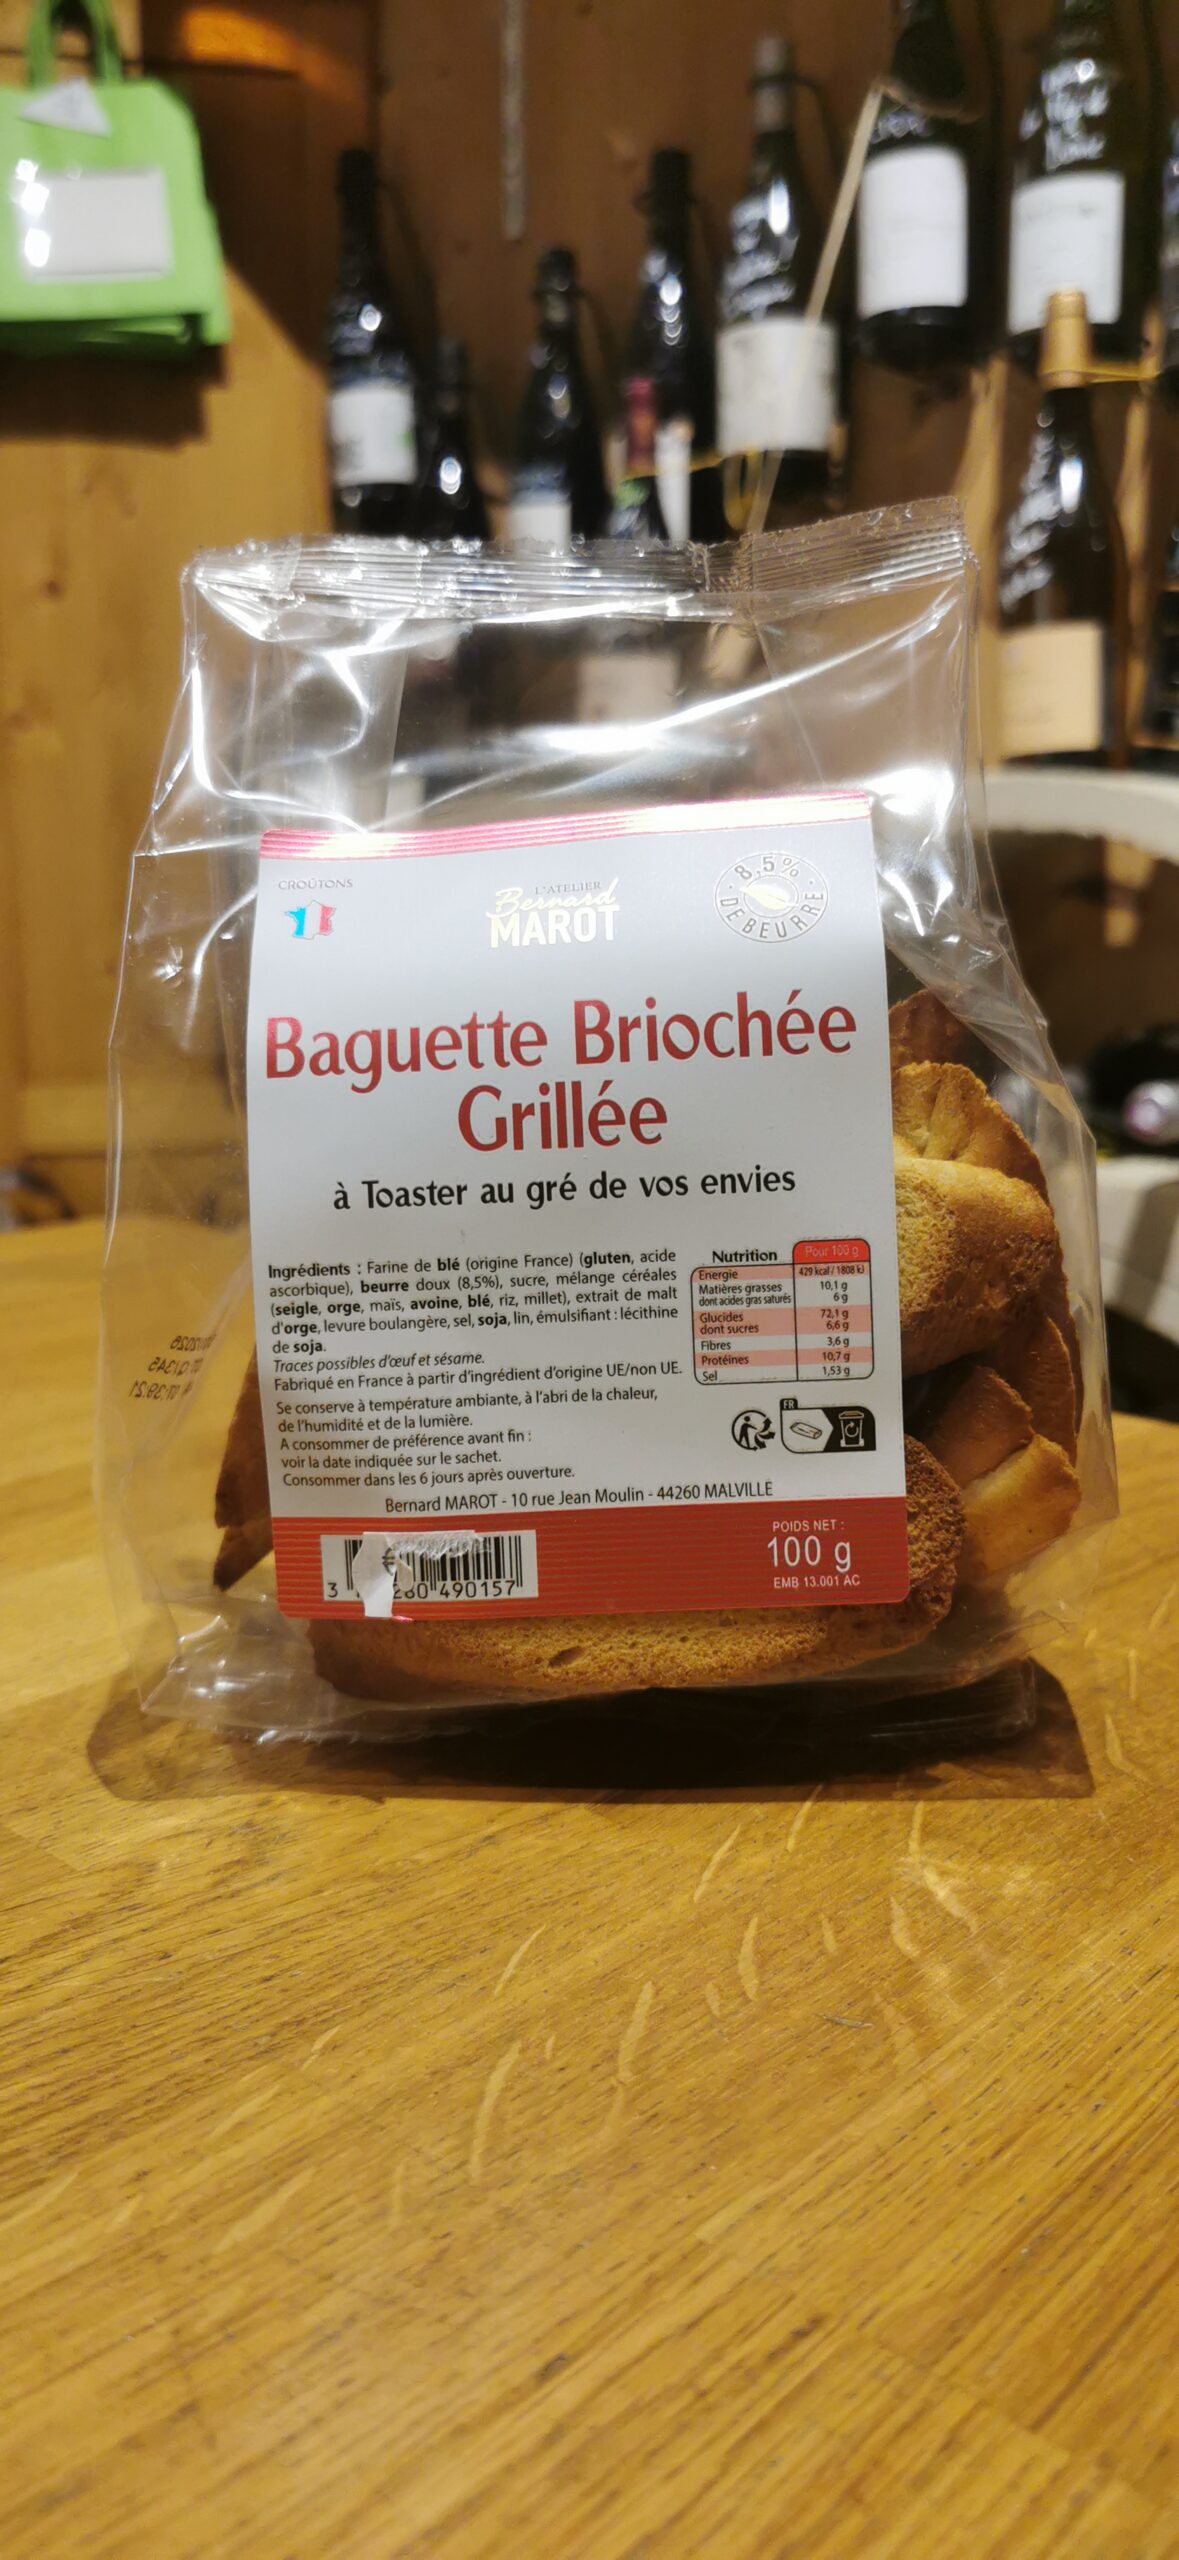 CROÛTONS
L'ATELIER
Bernard
MAROT
8,5%
DE BEURRE
Baguette Briochée
Grillée
à Toaster au gré de vos envies
Ingrédients : Farine de blé (origine France) (gluten, acide
ascorbique), beurre doux (8,5%), sucre, mélange céréales
(seigle, orge, maïs, avoine, blé, riz, millet), extrait de malt
d'orge, levure boulangère, sel, soja, lin, émulsifiant : lécithine
de soja.
Traces possibles d'œuf et sésame.
Fabriqué en France à partir d'ingrédient d'origine UE/non UE.
Se conserve à température ambiante, à l'abri de la chaleur,
de l'humidité et de la lumière.
A consommer de préférence avant fin :
voir la date indiquée sur le sachet.
Consommer dans les 6 jours après ouverture.
Nutrition Pour 100 g
Energie 429 kcal / 1808 kJ
Matières grasses 10,1 g
dont acides gras saturés 6 g
Glucides 72,1 g
dont sucres 6,6 g
Fibres 3,6 g
Protéines 10,7 g
Sel 1,53 g
FR
Bernard MAROT - 10 rue Jean Moulin - 44260 MALVILLE
3 280 490157
POIDS NET :
100 g
EMB 13.001 AC